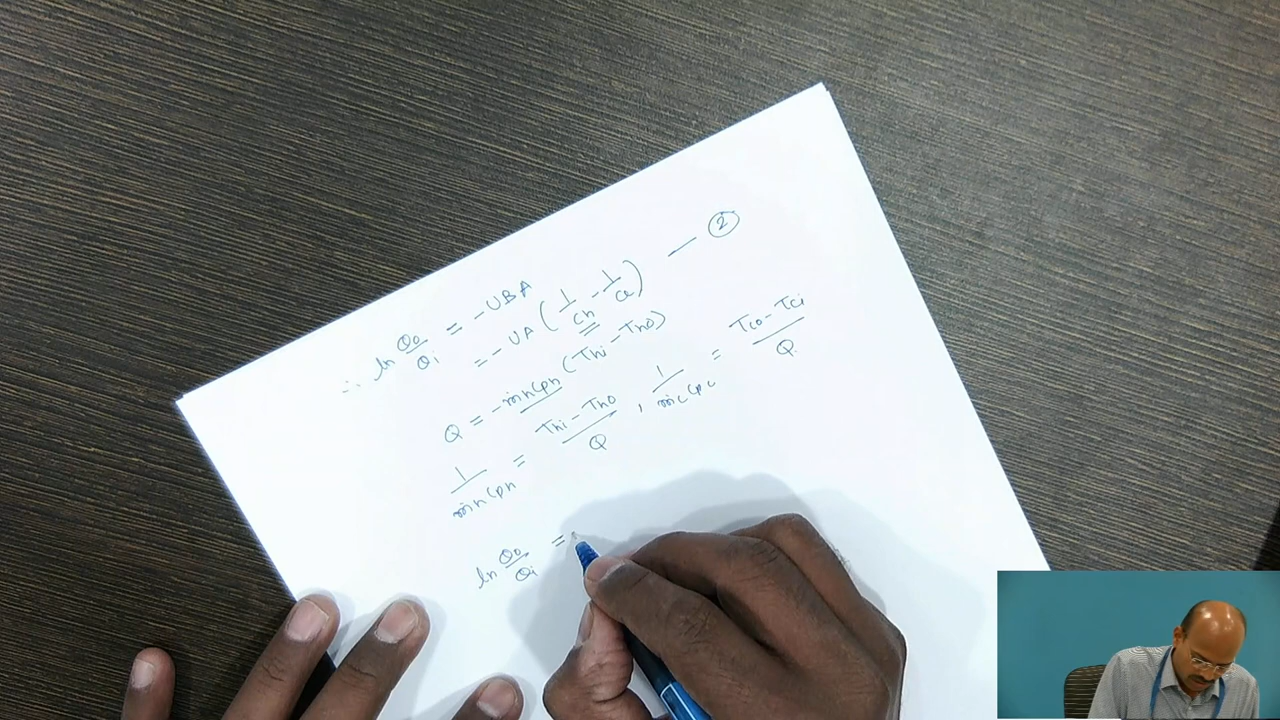 ∴ ln θo/θi = -UBA
= -UA (1/Ch - 1/Cc) — ②
Q = -ṁhCph (Thi - Tho)
1/ṁhCph = Thi - Tho/Q , 1/ṁcCpc = Tco - Tci/Q
ln θo/θi =